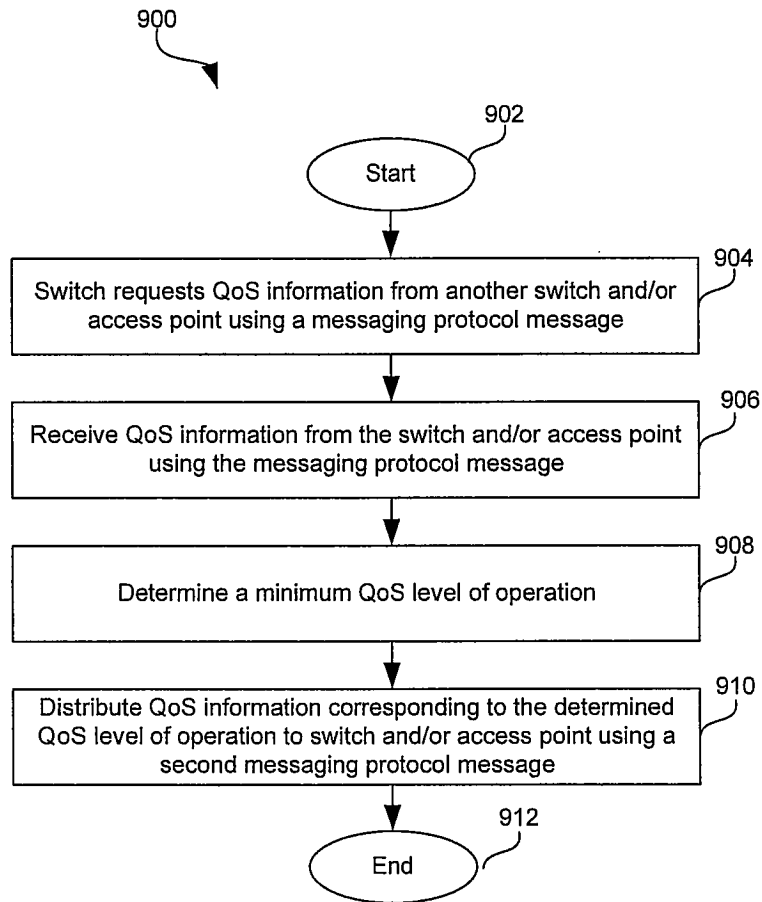 900
902
Start
904
Switch requests QoS information from another switch and/or
access point using a messaging protocol message
906
Receive QoS information from the switch and/or access point
using the messaging protocol message
908
Determine a minimum QoS level of operation
910
Distribute QoS information corresponding to the determined
QoS level of operation to switch and/or access point using a
second messaging protocol message
912
End